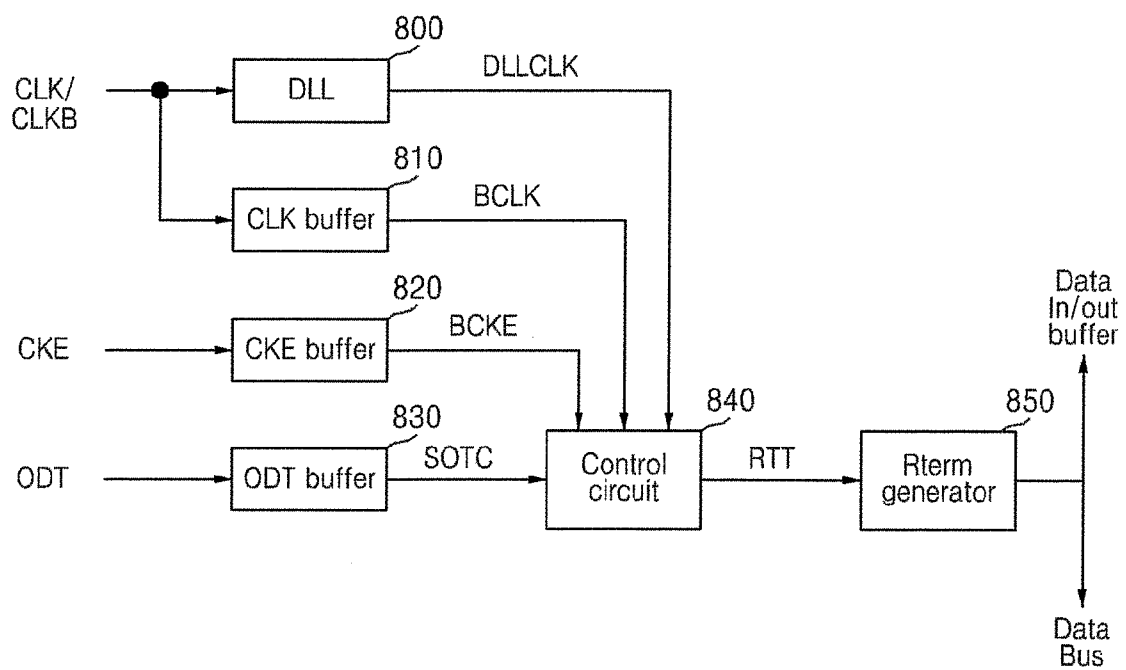 800
CLK/
CLKB
DLL
DLLCLK
810
CLK buffer
BCLK
820
CKE
CKE buffer
BCKE
Data
In/out
buffer
830
ODT
ODT buffer
SOTC
840
Control
circuit
RTT
850
Rterm
generator
Data
Bus